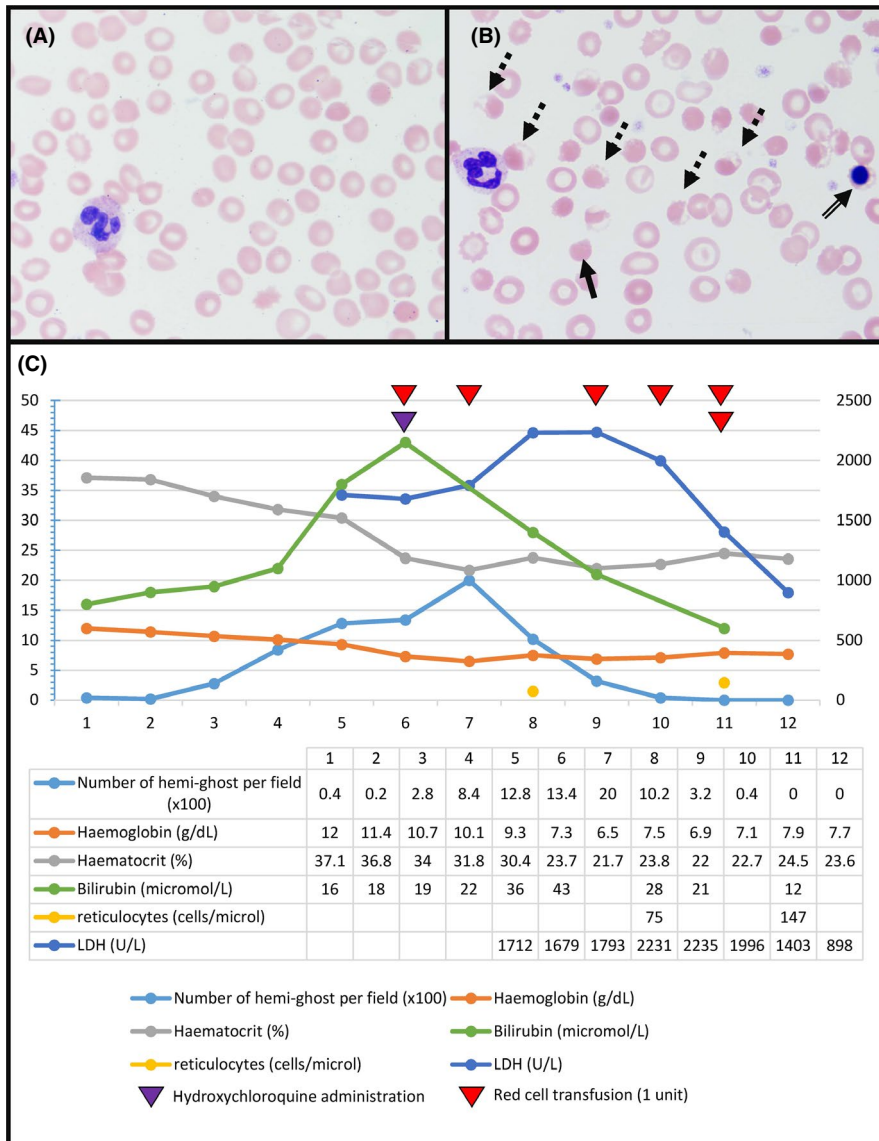 (A)
(B)
(C)
50
45
40
35
30
25
20
15
10
5
0
2500
2000
1500
1000
500
0
1 2 3 4 5 6 7 8 9 10 11 12
1 2 3 4 5 6 7 8 9 10 11 12
Number of hemi-ghost per field
(x100) 0.4 0.2 2.8 8.4 12.8 13.4 20 10.2 3.2 0.4 0 0
Haemoglobin (g/dL) 12 11.4 10.7 10.1 9.3 7.3 6.5 7.5 6.9 7.1 7.9 7.7
Haematocrit (%) 37.1 36.8 34 31.8 30.4 23.7 21.7 23.8 22 22.7 24.5 23.6
Bilirubin (micromol/L) 16 18 19 22 36 43 28 21 12
reticulocytes (cells/microl) 75 147
LDH (U/L) 1712 1679 1793 2231 2235 1996 1403 898
Number of hemi-ghost per field (x100) Haemoglobin (g/dL)
Haematocrit (%) Bilirubin (micromol/L)
reticulocytes (cells/microl) LDH (U/L)
Hydroxychloroquine administration Red cell transfusion (1 unit)